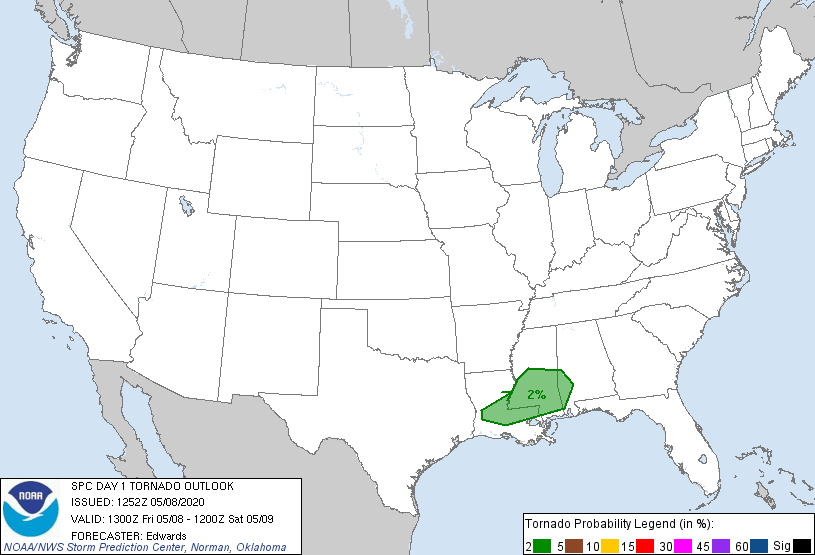 2%
NOAA
SPC DAY 1 TORNADO OUTLOOK
ISSUED: 1252Z 05/08/2020
VALID: 1300Z Fri 05/08 - 1200Z Sat 05/09
FORECASTER: Edwards
NOAA/NWS Storm Prediction Center, Norman, Oklahoma
Tornado Probability Legend (in %):
2 5 10 15 30 45 60 Sig